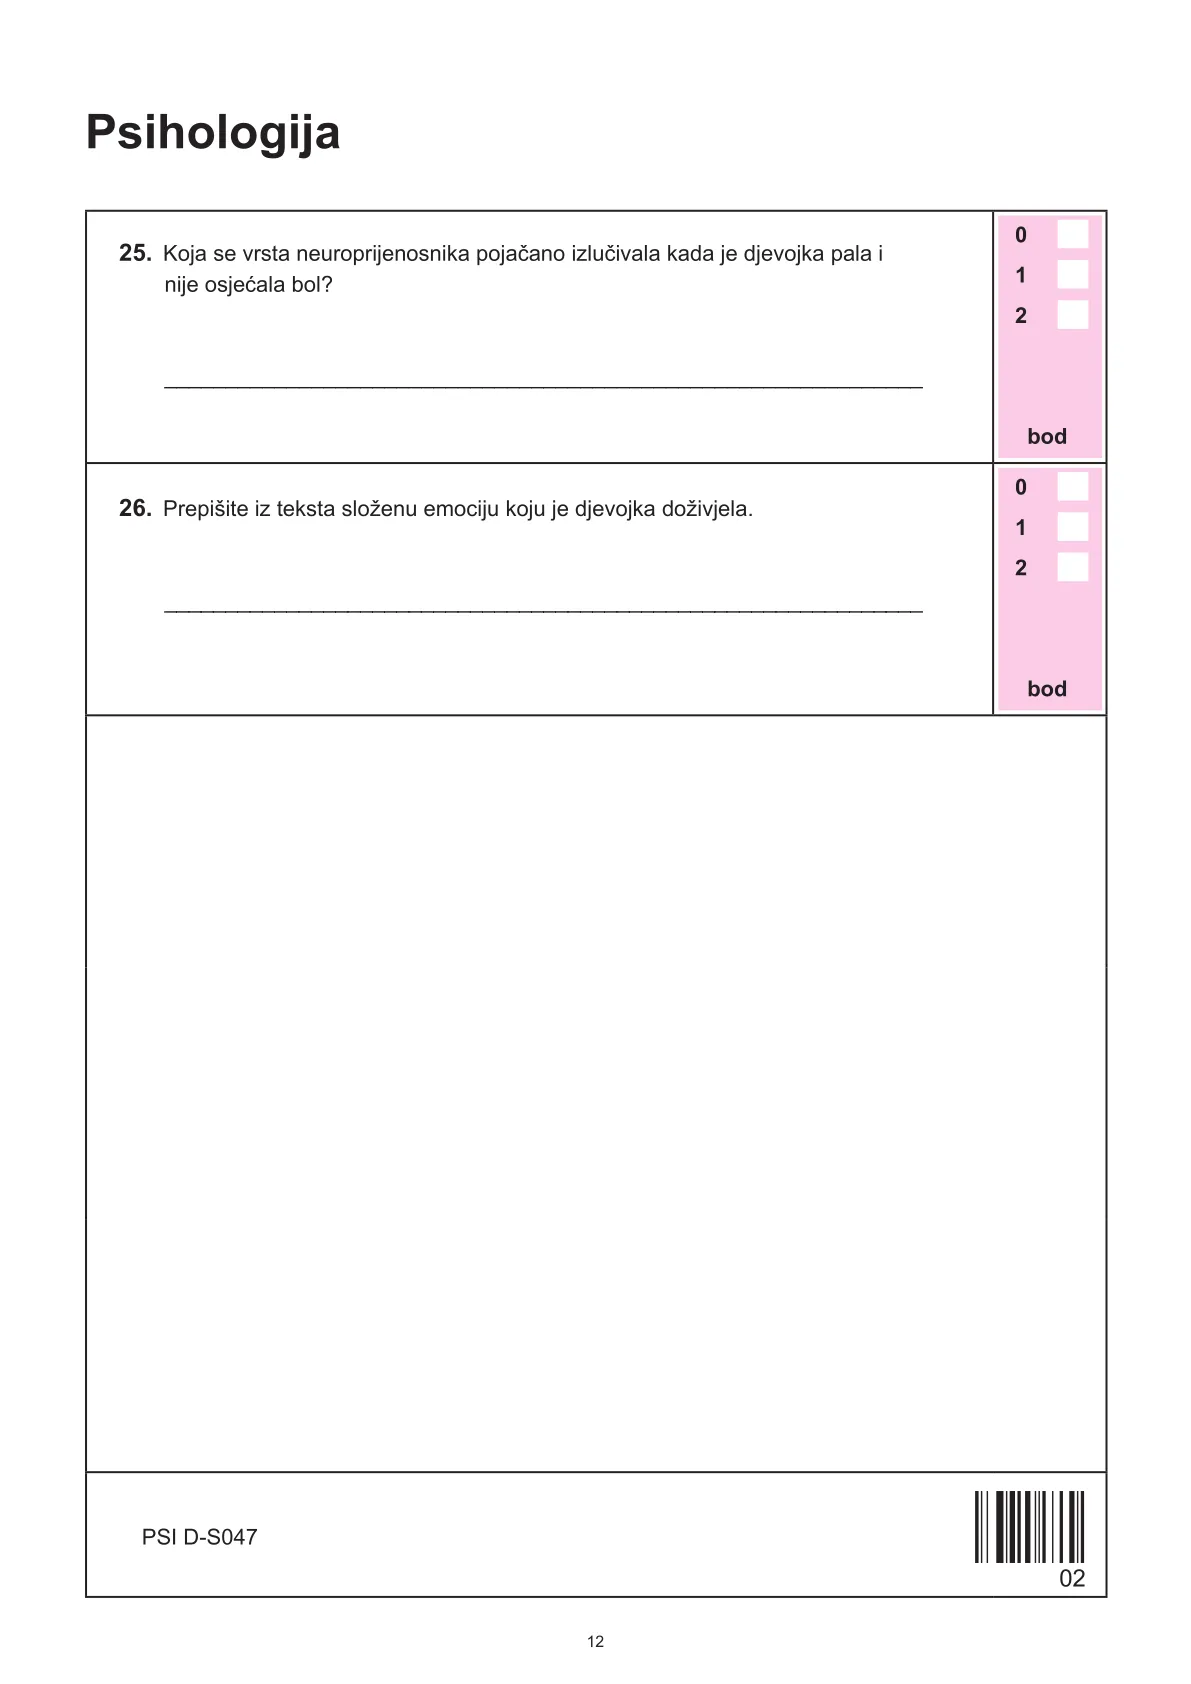 Psihologija
25. Koja se vrsta neuroprijenosnika pojačano izlučivala kada je djevojka pala i
nije osjećala bol?
0
1
2
bod
26. Prepišite iz teksta složenu emociju koju je djevojka doživjela.
0
1
2
bod
PSI D-S047
02
12